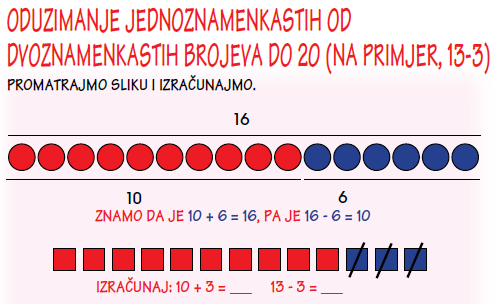 ODUZIMANJE JEDNOZNAMENKASTIH OD
DVOZNAMENKASTIH BROJEVA DO 20 (NA PRIMJER, 13-3)
PROMATRAJMO SLIKU I IZRAČUNAJMO.
16
10 6
ZNAMO DA JE 10 + 6 = 16, PA JE 16 - 6 = 10
IZRAČUNAJ: 10 + 3 = ___ 13 - 3 = ___